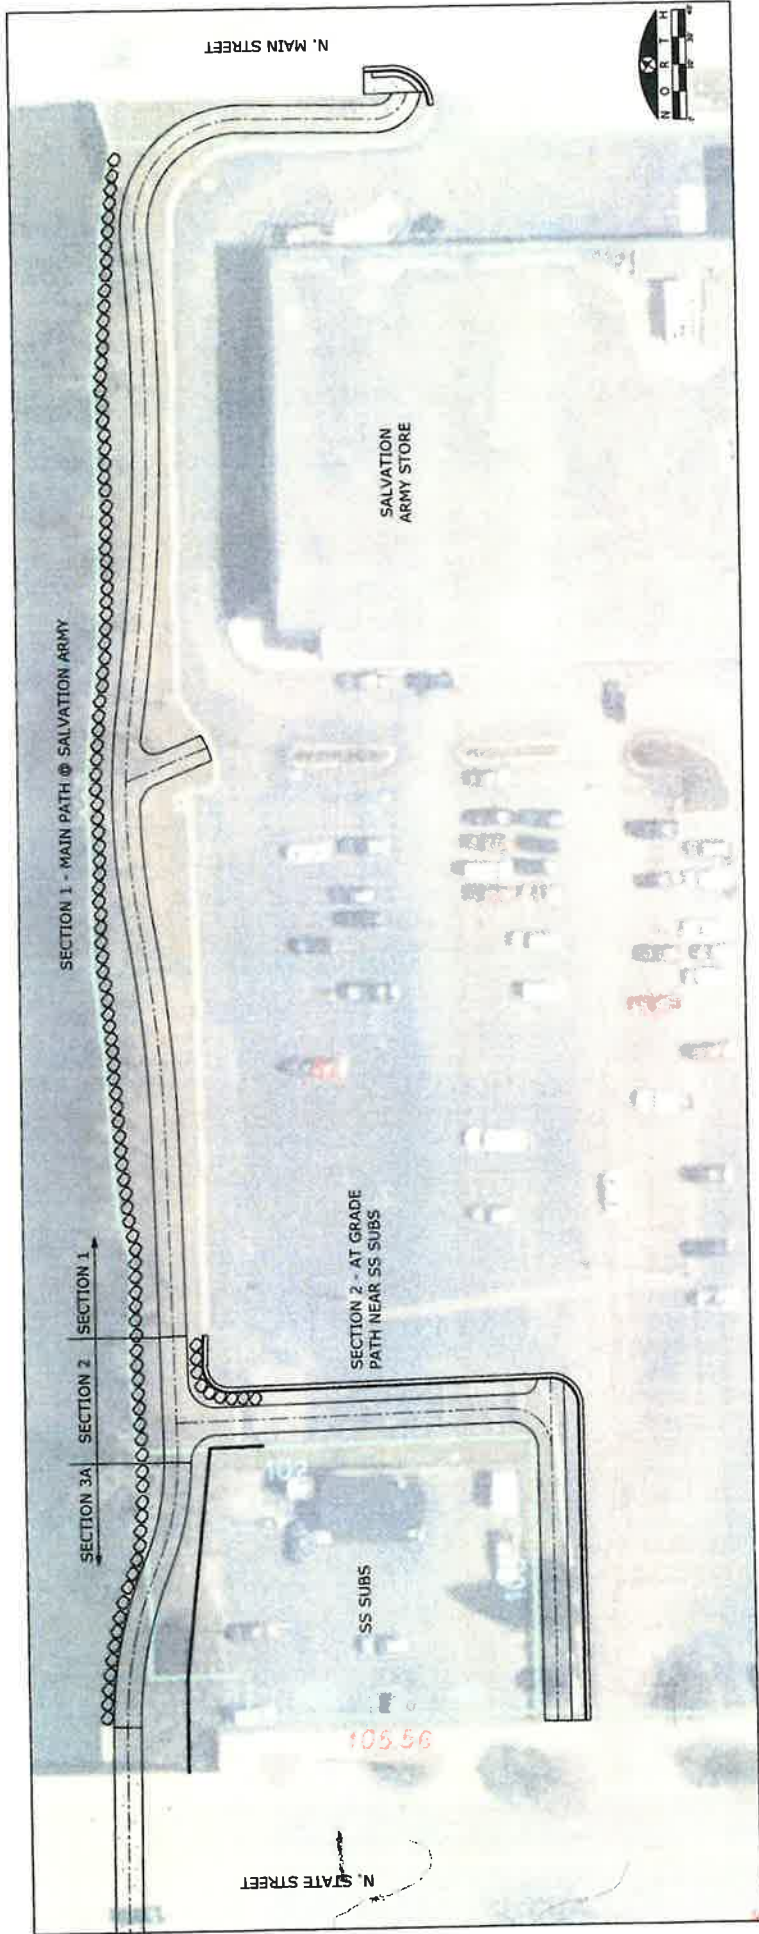 N. MAIN STREET
NORTH
SECTION 1 - MAIN PATH @ SALVATION ARMY
SALVATION
ARMY STORE
SECTION 2 - AT GRADE
PATH NEAR SS SUBS
SECTION 3A
SECTION 2
SECTION 1
SS SUBS
102
105.56
N. STATE STREET